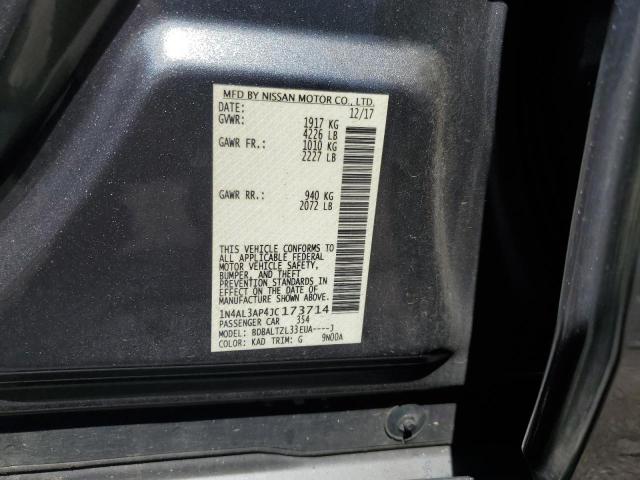 MFD BY NISSAN MOTOR CO., LTD.
DATE: 12/17
GVWR: 1917 KG
4226 LB
GAWR FR.: 1010 KG
2227 LB
GAWR RR.: 940 KG
2072 LB
THIS VEHICLE CONFORMS TO
ALL APPLICABLE FEDERAL
MOTOR VEHICLE SAFETY,
BUMPER, AND THEFT
PREVENTION STANDARDS IN
EFFECT ON THE DATE OF
MANUFACTURE SHOWN ABOVE.
1N4AL3AP4JC173714
PASSENGER CAR 354
MODEL: BDBALTZL33EUA----J
COLOR: KAD TRIM: G 9N00A